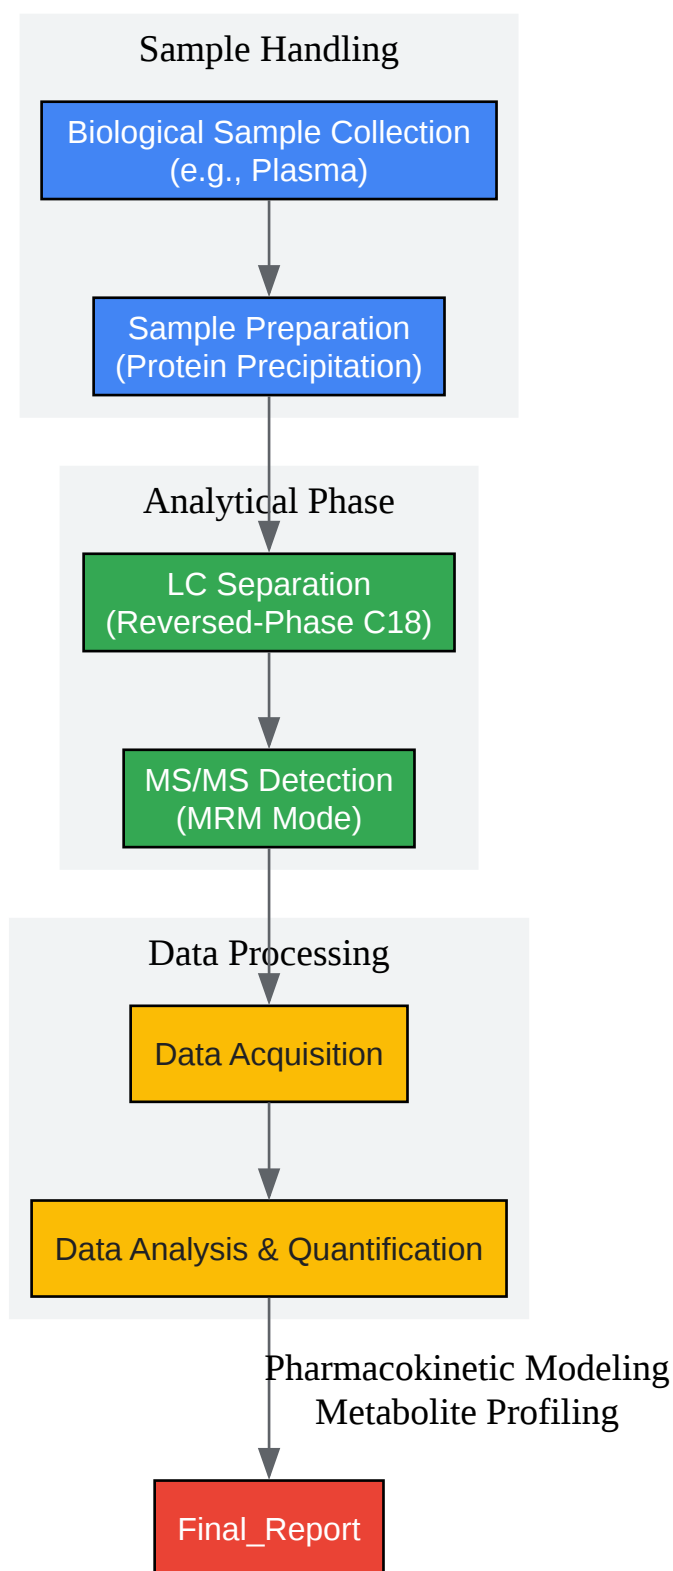 Sample Handling
Biological Sample Collection
(e.g., Plasma)
Sample Preparation
(Protein Precipitation)
Analytical Phase
LC Separation
(Reversed-Phase C18)
MS/MS Detection
(MRM Mode)
Data Processing
Data Acquisition
Data Analysis & Quantification
Pharmacokinetic Modeling
Metabolite Profiling
Final_Report